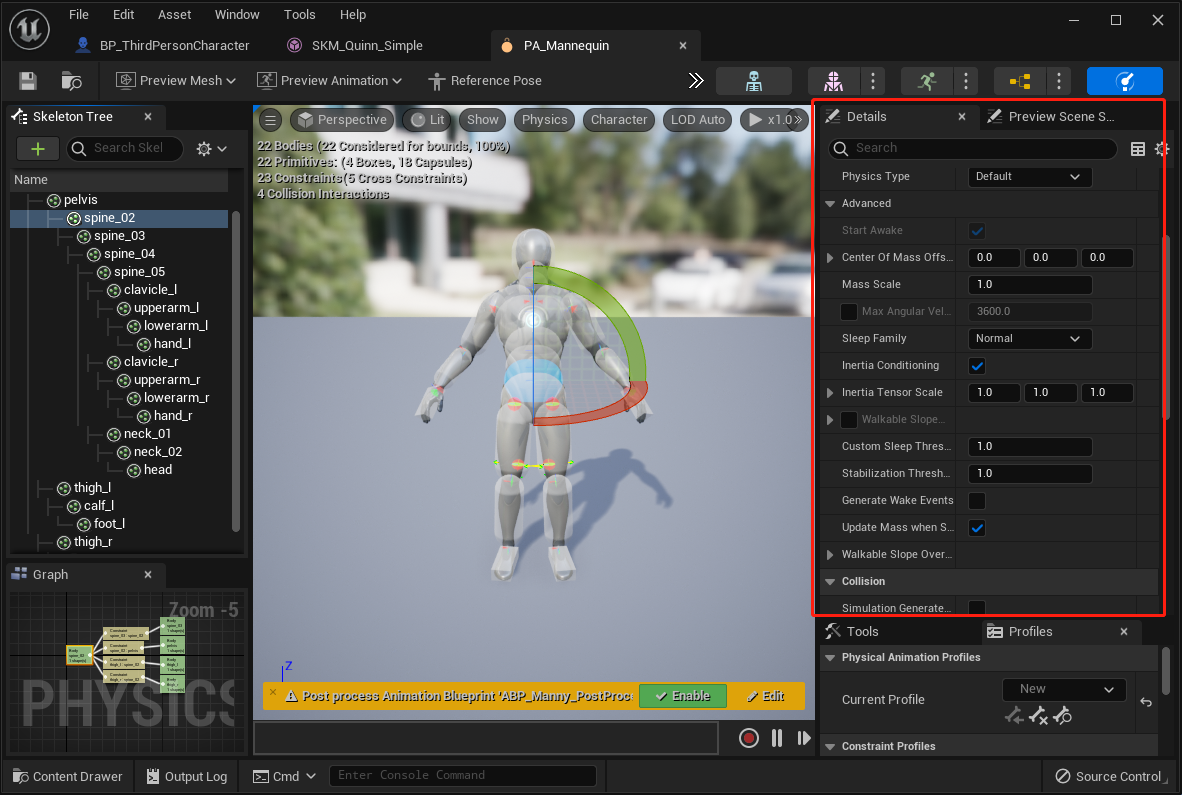 File Edit Asset Window Tools Help
BP_ThirdPersonCharacter SKM_Quinn_Simple PA_Mannequin
Preview Mesh Preview Animation Reference Pose
Skeleton Tree
Search Skel
Name
pelvis
spine_02
spine_03
spine_04
spine_05
clavicle_l
upperarm_l
lowerarm_l
hand_l
clavicle_r
upperarm_r
lowerarm_r
hand_r
neck_01
neck_02
head
thigh_l
calf_l
foot_l
thigh_r
Graph
Zoom -5
PHYSICS
Perspective Lit Show Physics Character LOD Auto x1.0
22 Bodies (22 Considered for bounds, 100%)
22 Primitives: (4 Boxes, 18 Capsules)
23 Constraints(5 Cross Constraints)
4 Collision Interactions
Z
Post process Animation Blueprint 'ABP_Manny_PostProc Enable Edit
Details Preview Scene S...
Search
Physics Type Default
Advanced
Start Awake
Center Of Mass Offs... 0.0 0.0 0.0
Mass Scale 1.0
Max Angular Vel... 3600.0
Sleep Family Normal
Inertia Conditioning
Inertia Tensor Scale 1.0 1.0 1.0
Walkable Slope...
Custom Sleep Thres... 1.0
Stabilization Thresh... 1.0
Generate Wake Events
Update Mass when S...
Walkable Slope Over...
Collision
Simulation Generate...
Tools Profiles
Physical Animation Profiles
Current Profile New
Constraint Profiles
Content Drawer Output Log Cmd Enter Console Command Source Control